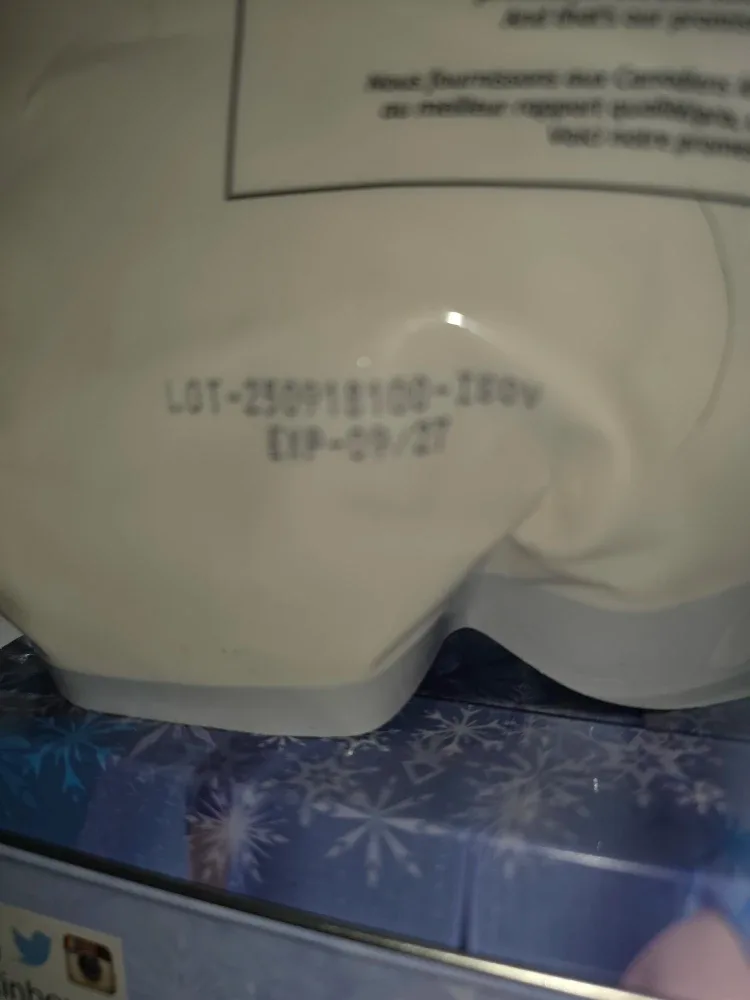 And that's our promise
Nous fournissons aux Canadiens
au meilleur rapport qualité/prix,
Voici notre promesse
LOT-250918100-
EXP-09/27